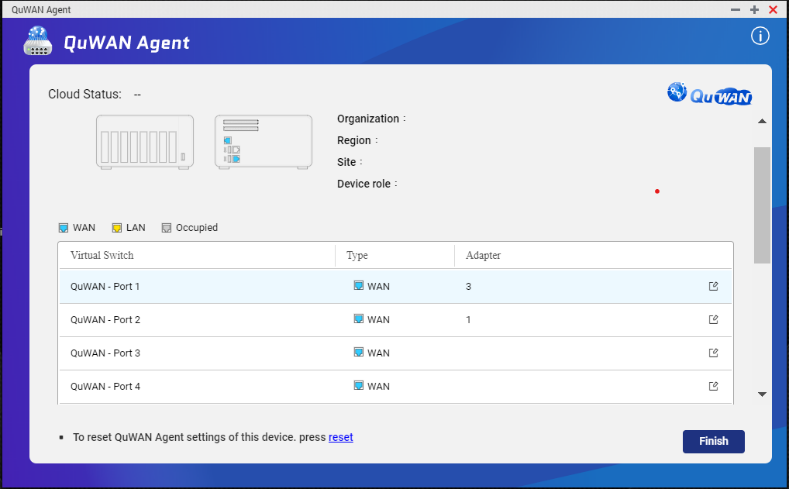 QuWAN Agent
QuWAN Agent
Cloud Status: --
QuWAN
Organization :
Region :
Site :
Device role :
WAN LAN Occupied
Virtual Switch Type Adapter
QuWAN - Port 1 WAN 3
QuWAN - Port 2 WAN 1
QuWAN - Port 3 WAN
QuWAN - Port 4 WAN
To reset QuWAN Agent settings of this device. press reset
Finish